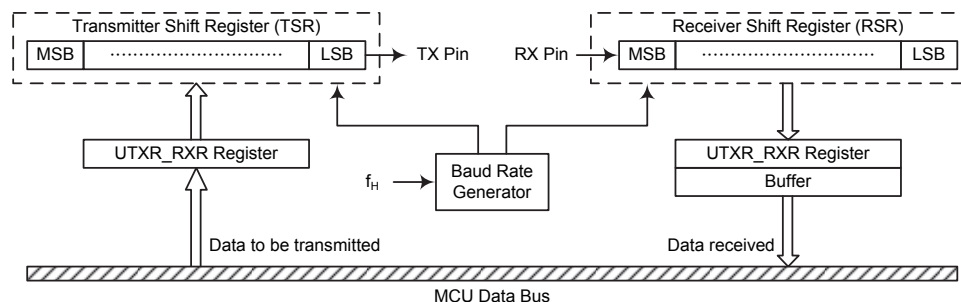 Transmitter Shift Register (TSR)
MSB ........................... LSB
TX Pin
RX Pin
Receiver Shift Register (RSR)
MSB ........................... LSB
UTXR_RXR Register
Baud Rate
Generator
fH
UTXR_RXR Register
Buffer
Data to be transmitted
Data received
MCU Data Bus